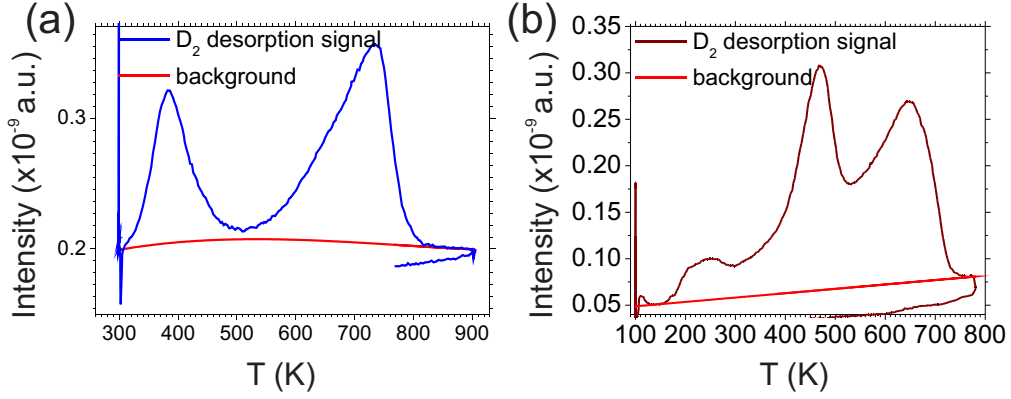 (a)
D₂ desorption signal
background
Intensity (x10⁻⁹ a.u.)
0.3
0.2
300 400 500 600 700 800 900
T (K)
(b)
D₂ desorption signal
background
Intensity (x10⁻⁹ a.u.)
0.35
0.30
0.25
0.20
0.15
0.10
0.05
100 200 300 400 500 600 700 800
T (K)